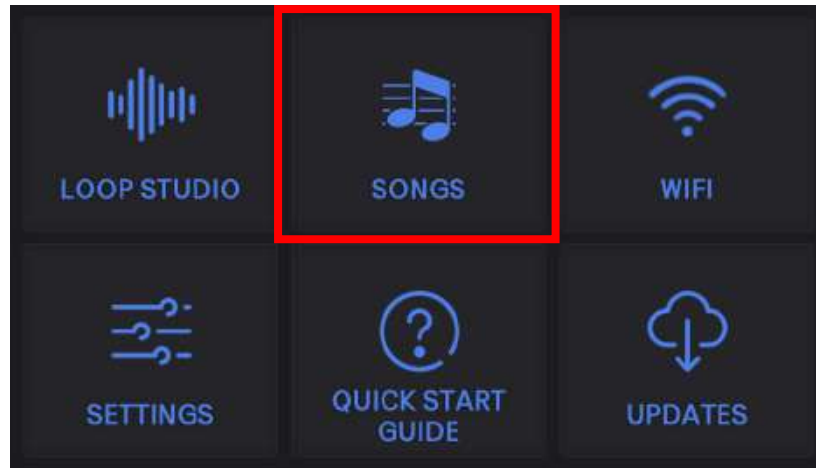 LOOP STUDIO
SONGS
WIFI
SETTINGS
QUICK START
GUIDE
UPDATES